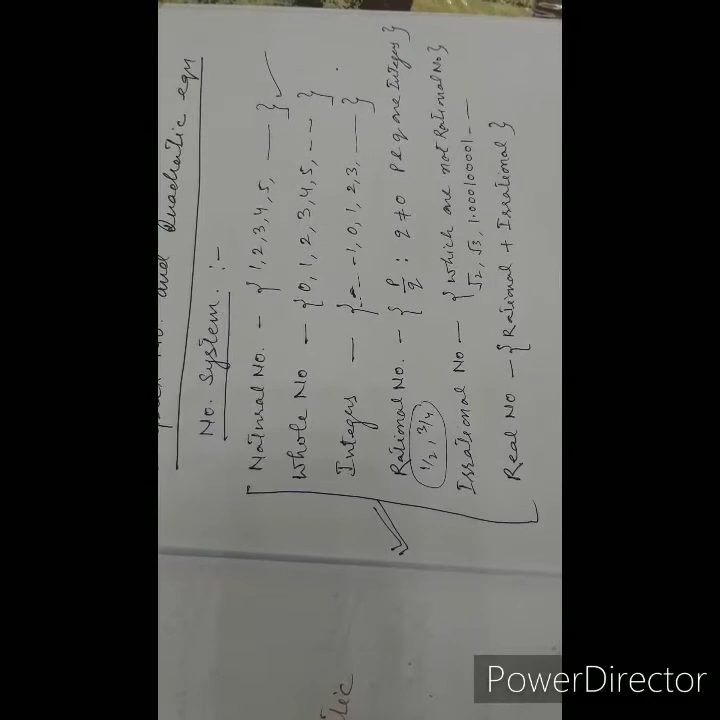 and Quadratic eqn
No. System :-
Natural No. - { 1, 2, 3, 4, 5, — }
Whole No - { 0, 1, 2, 3, 4, 5, -- }
Integers - { --- -1, 0, 1, 2, 3, — }
Rational No. - { p/q : q ≠ 0 p & q are Integers }
1/2, 3/4
Irrational No - { which are not Rational No }
√2, √3, 1.000100001 - -
Real No - { Rational + Irrational }
tic
PowerDirector